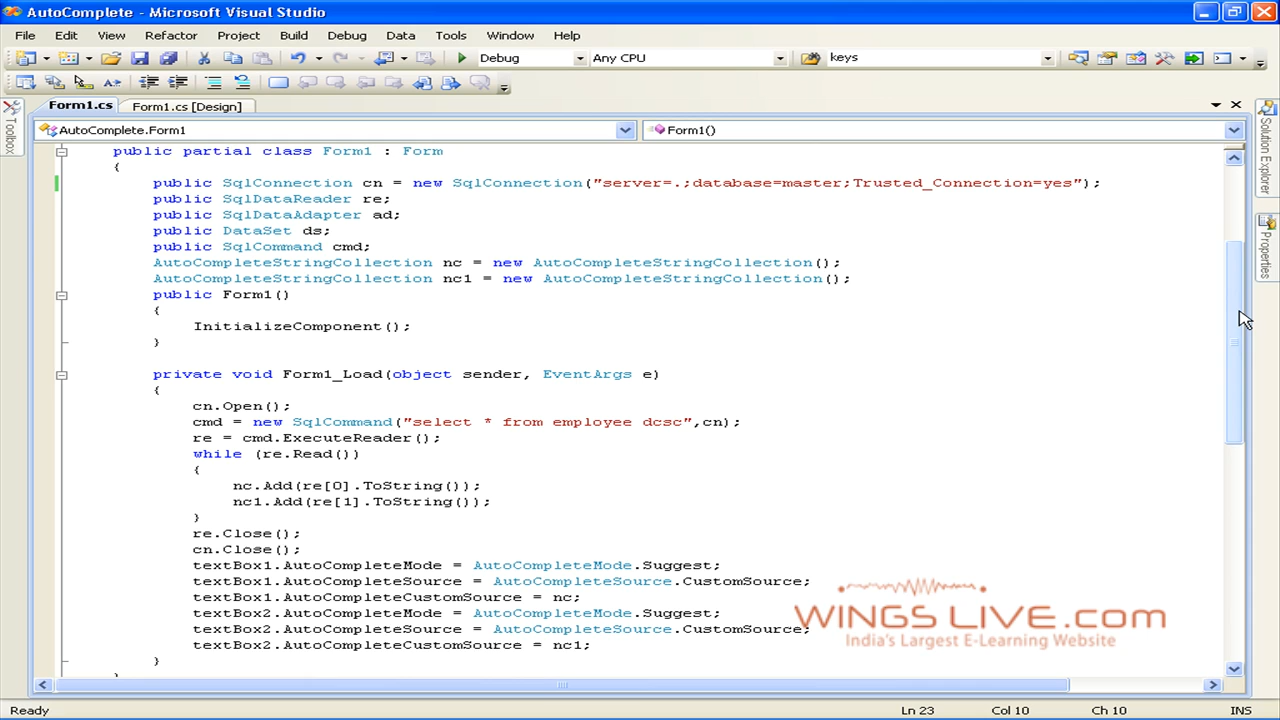 AutoComplete - Microsoft Visual Studio
File Edit View Refactor Project Build Debug Data Tools Window Help
Debug Any CPU keys
Form1.cs Form1.cs [Design]
Toolbox
AutoComplete.Form1 Form1()
Solution Explorer
Properties
public partial class Form1 : Form
{
public SqlConnection cn = new SqlConnection("server=.;database=master;Trusted_Connection=yes");
public SqlDataReader re;
public SqlDataAdapter ad;
public DataSet ds;
public SqlCommand cmd;
AutoCompleteStringCollection nc = new AutoCompleteStringCollection();
AutoCompleteStringCollection nc1 = new AutoCompleteStringCollection();
public Form1()
{
InitializeComponent();
}
private void Form1_Load(object sender, EventArgs e)
{
cn.Open();
cmd = new SqlCommand("select * from employee dcsc",cn);
re = cmd.ExecuteReader();
while (re.Read())
{
nc.Add(re[0].ToString());
nc1.Add(re[1].ToString());
}
re.Close();
cn.Close();
textBox1.AutoCompleteMode = AutoCompleteMode.Suggest;
textBox1.AutoCompleteSource = AutoCompleteSource.CustomSource;
textBox1.AutoCompleteCustomSource = nc;
textBox2.AutoCompleteMode = AutoCompleteMode.Suggest;
textBox2.AutoCompleteSource = AutoCompleteSource.CustomSource;
textBox2.AutoCompleteCustomSource = nc1;
}
WINGS LIVE.com
India's Largest E-Learning Website
Ready Ln 23 Col 10 Ch 10 INS